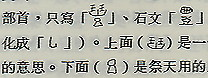 部首，只寫「」、石文「豐」
化成「乚」）。上面（）是一
的意思。下面（）是祭天用的